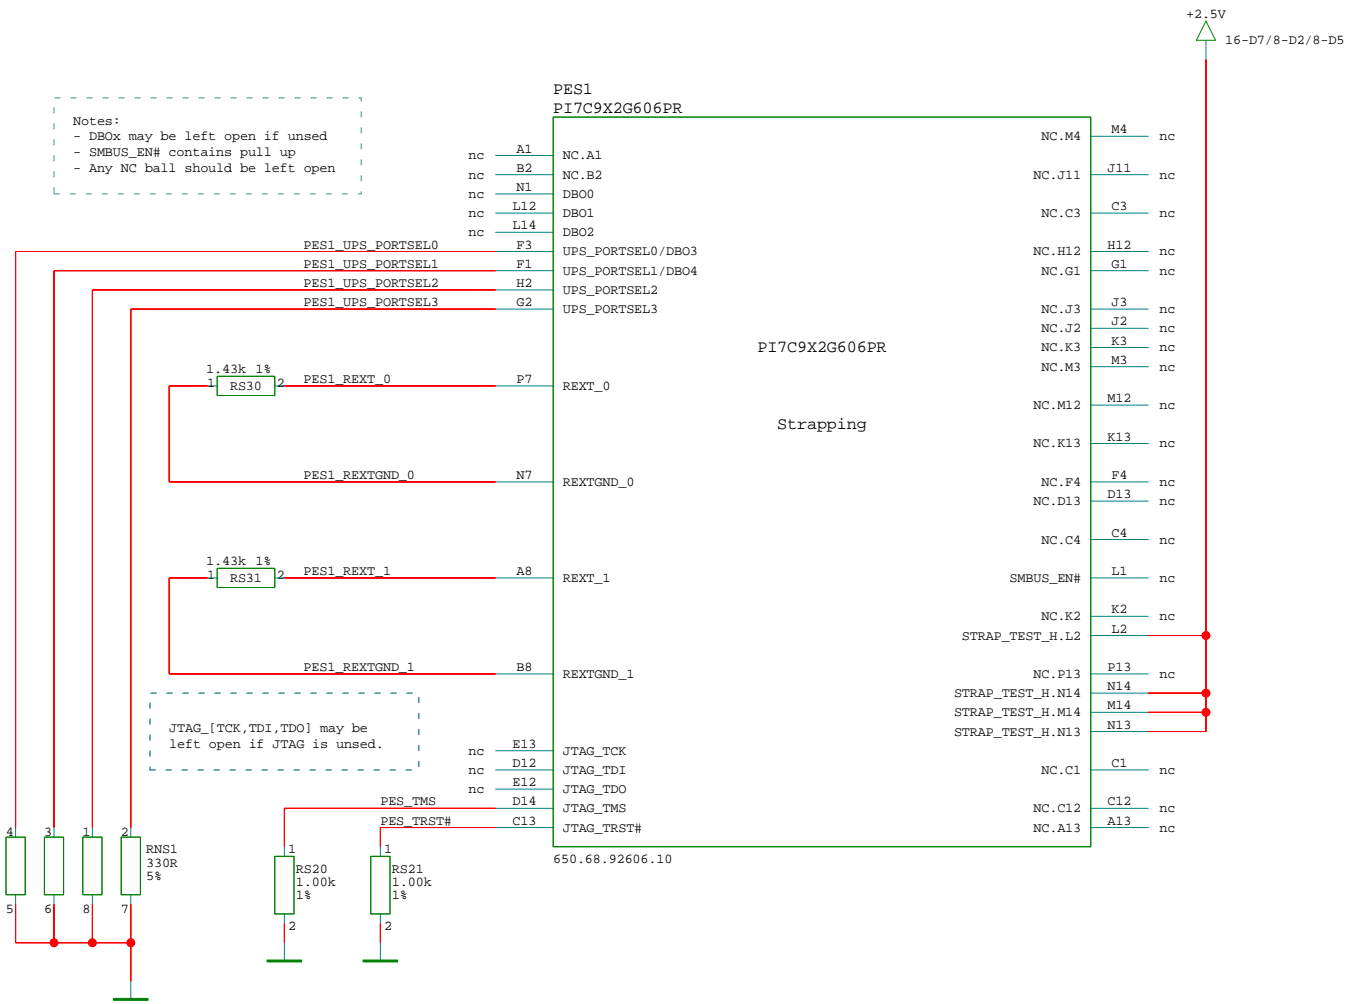 +2.5V
16-D7/8-D2/8-D5
PES1
PI7C9X2G606PR
Notes:
- DBOx may be left open if unsed
- SMBUS_EN# contains pull up
- Any NC ball should be left open
nc A1 NC.A1
nc B2 NC.B2
nc N1 DBO0
nc L12 DBO1
nc L14 DBO2
PES1_UPS_PORTSEL0 F3 UPS_PORTSEL0/DBO3
PES1_UPS_PORTSEL1 F1 UPS_PORTSEL1/DBO4
PES1_UPS_PORTSEL2 H2 UPS_PORTSEL2
PES1_UPS_PORTSEL3 G2 UPS_PORTSEL3
1.43k 1%
1 RS30 2 PES1_REXT_0 P7 REXT_0
PES1_REXTGND_0 N7 REXTGND_0
1.43k 1%
1 RS31 2 PES1_REXT_1 A8 REXT_1
PES1_REXTGND_1 B8 REXTGND_1
JTAG_[TCK,TDI,TDO] may be
left open if JTAG is unsed.
nc E13 JTAG_TCK
nc D12 JTAG_TDI
nc E12 JTAG_TDO
PES_TMS D14 JTAG_TMS
PES_TRST# C13 JTAG_TRST#
PI7C9X2G606PR
Strapping
NC.M4 M4 nc
NC.J11 J11 nc
NC.C3 C3 nc
NC.H12 H12 nc
NC.G1 G1 nc
NC.J3 J3 nc
NC.J2 J2 nc
NC.K3 K3 nc
NC.M3 M3 nc
NC.M12 M12 nc
NC.K13 K13 nc
NC.F4 F4 nc
NC.D13 D13 nc
NC.C4 C4 nc
SMBUS_EN# L1 nc
NC.K2 K2 nc
STRAP_TEST_H.L2 L2
NC.P13 P13 nc
STRAP_TEST_H.N14 N14
STRAP_TEST_H.M14 M14
STRAP_TEST_H.N13 N13
NC.C1 C1 nc
NC.C12 C12 nc
NC.A13 A13 nc
650.68.92606.10
4 3 1 2
RNS1
330R
5%
5 6 8 7
1
RS20
1.00k
1%
2
1
RS21
1.00k
1%
2